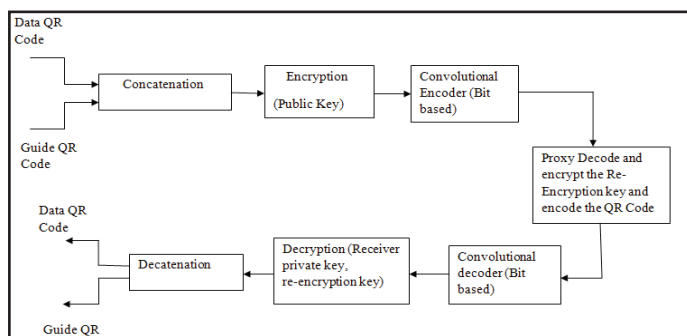 Data QR
Code
Concatenation
Encryption
(Public Key)
Convolutional
Encoder (Bit
based)
Guide QR
Code
Proxy Decode and
encrypt the Re-
Encryption key and
encode the QR Code
Data QR
Code
Decatenation
Decryption (Receiver
private key,
re-encryption key)
Convolutional
decoder (Bit
based)
Guide QR